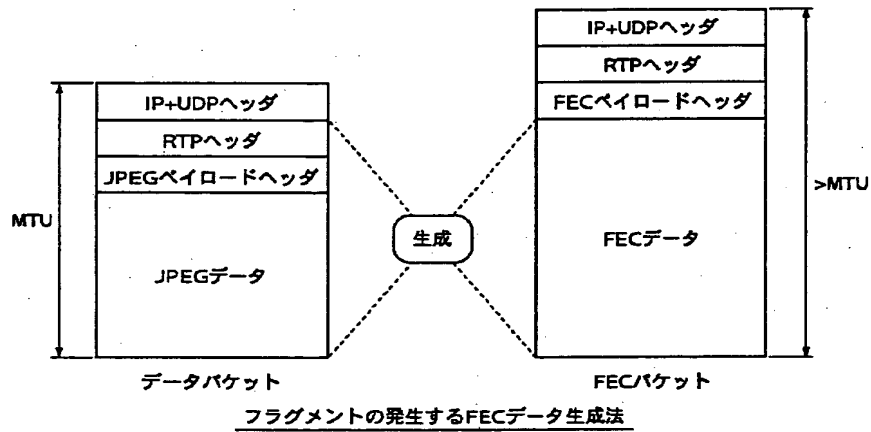 IP+UDPヘッダ
RTPヘッダ
JPEGペイロードヘッダ
JPEGデータ
MTU
データパケット
生成
IP+UDPヘッダ
RTPヘッダ
FECペイロードヘッダ
FECデータ
>MTU
FECパケット
フラグメントの発生するFECデータ生成法